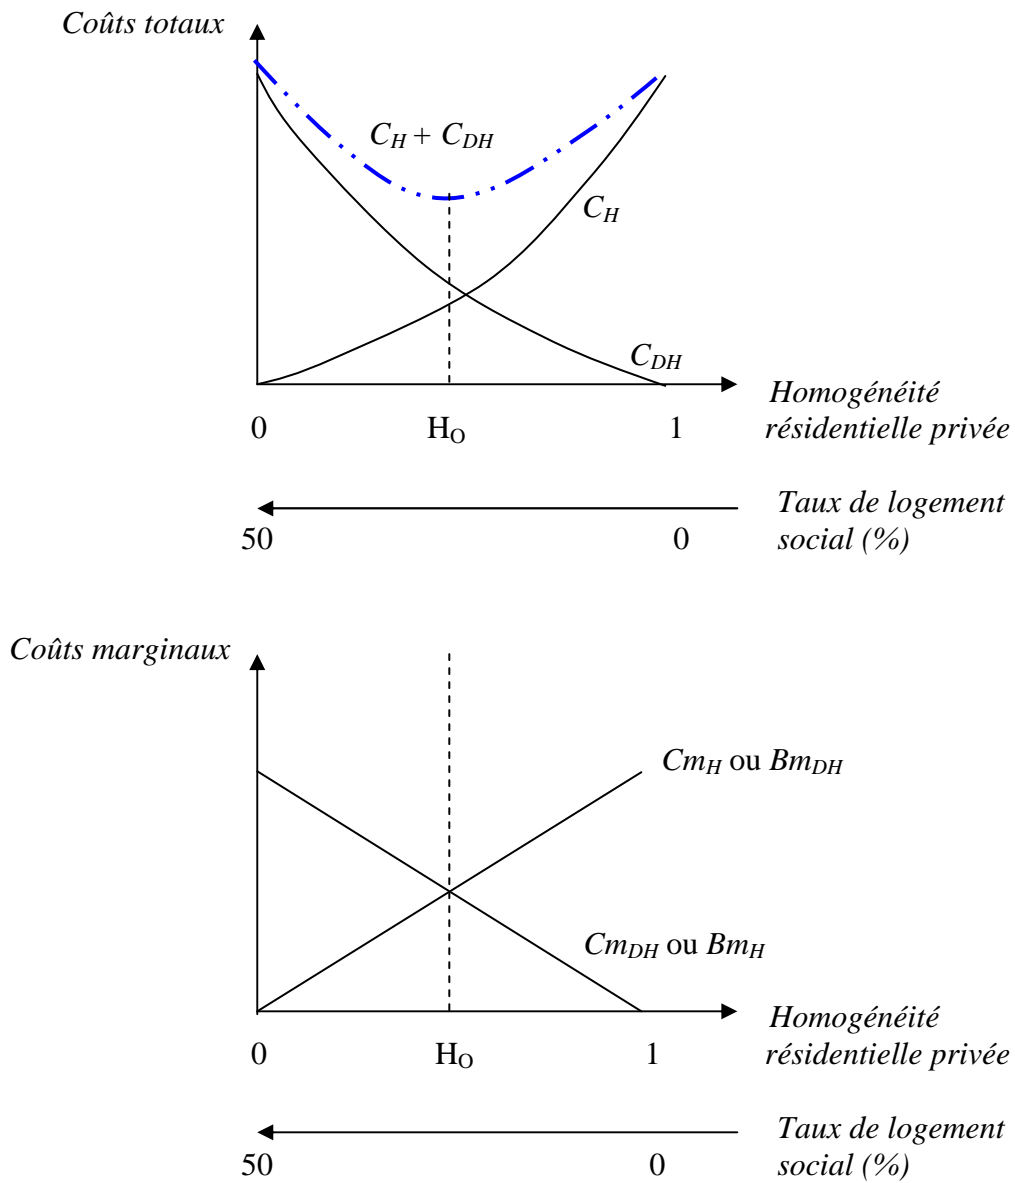 Coûts totaux
C_H + C_DH
C_H
C_DH
Homogénéité
résidentielle privée
0 H_O 1
Taux de logement
social (%)
50 0
Coûts marginaux
Cm_H ou Bm_DH
Cm_DH ou Bm_H
Homogénéité
résidentielle privée
0 H_O 1
Taux de logement
social (%)
50 0